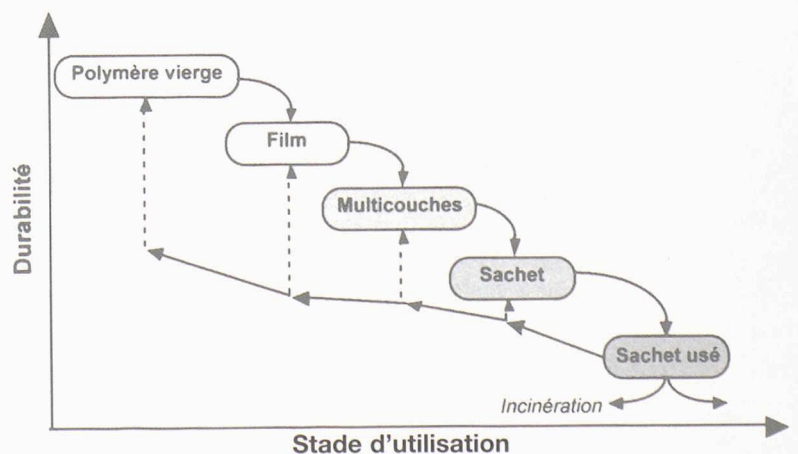 Polymère vierge
Film
Multicouches
Sachet
Sachet usé
Incinération
Durabilité
Stade d'utilisation